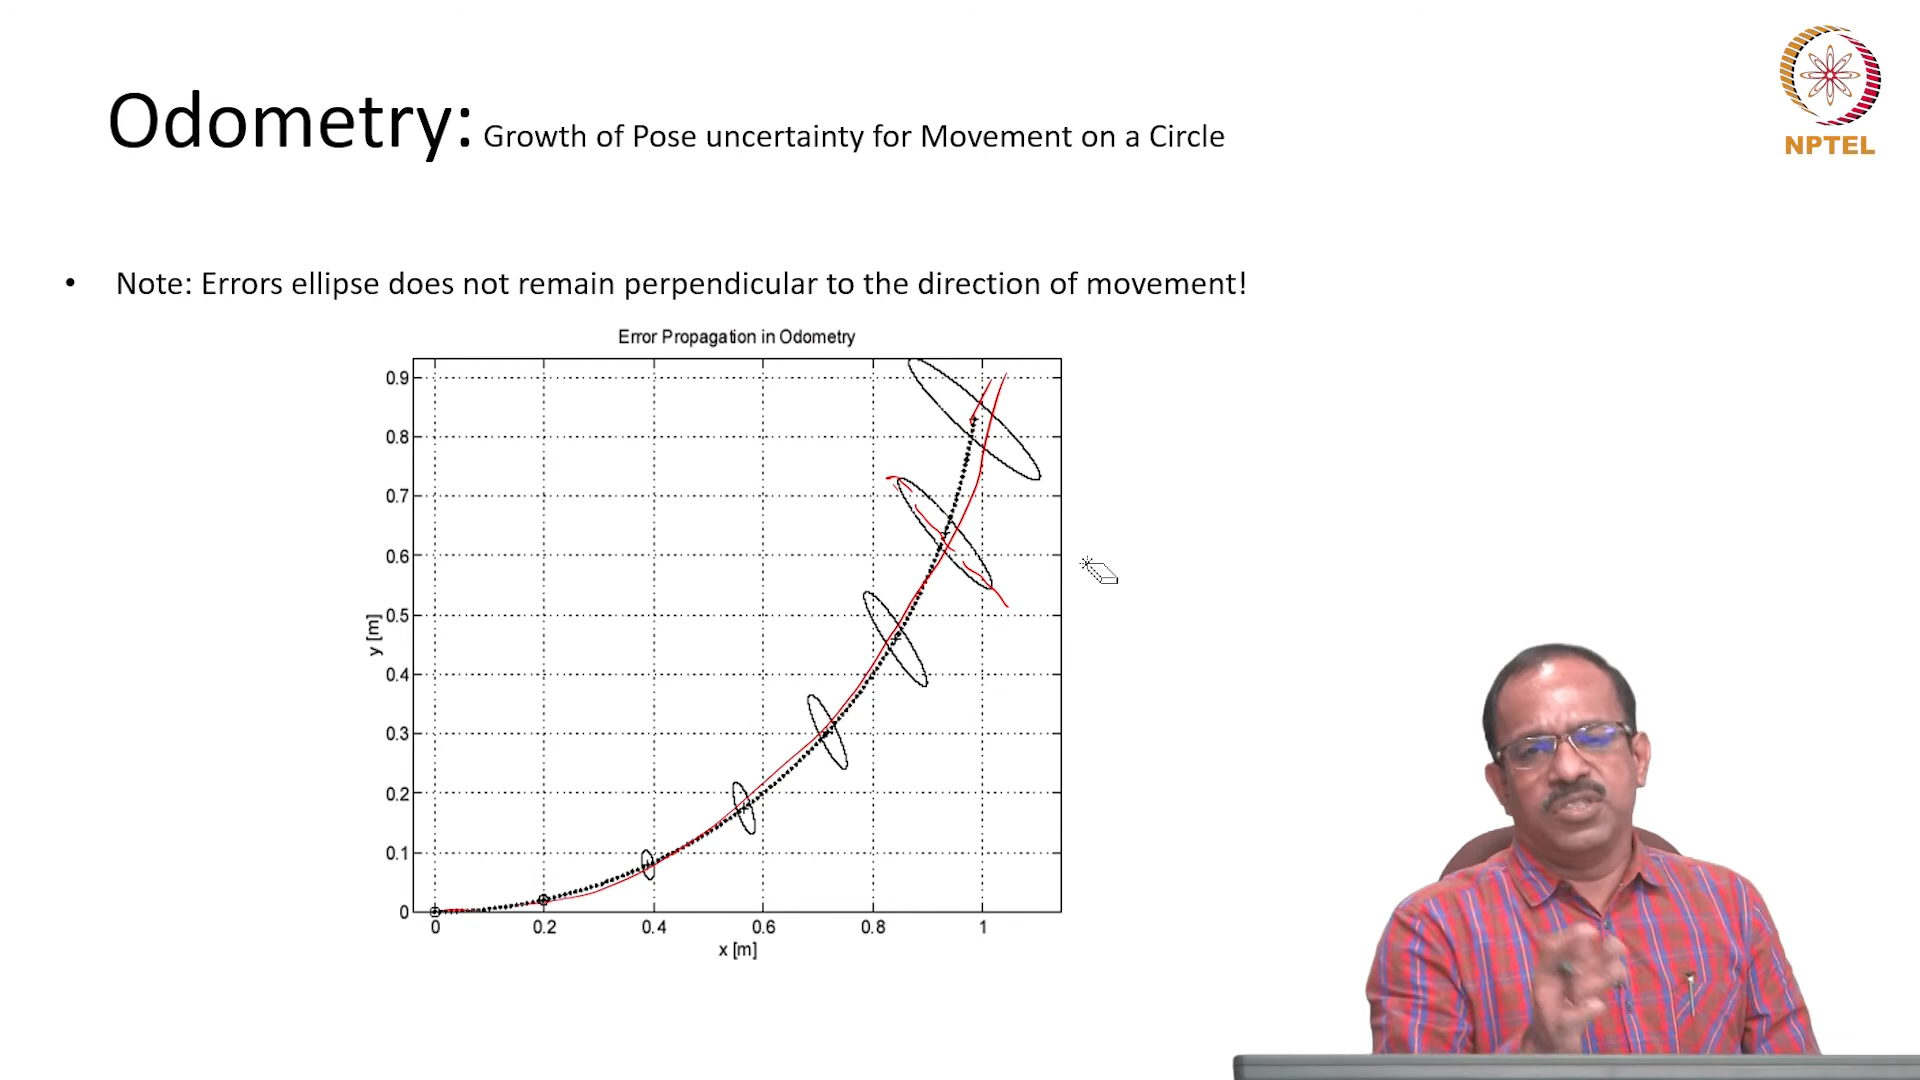 NPTEL
Odometry: Growth of Pose uncertainty for Movement on a Circle
• Note: Errors ellipse does not remain perpendicular to the direction of movement!
Error Propagation in Odometry
0.9
0.8
0.7
0.6
0.5
0.4
0.3
0.2
0.1
0
y [m]
0 0.2 0.4 0.6 0.8 1
x [m]